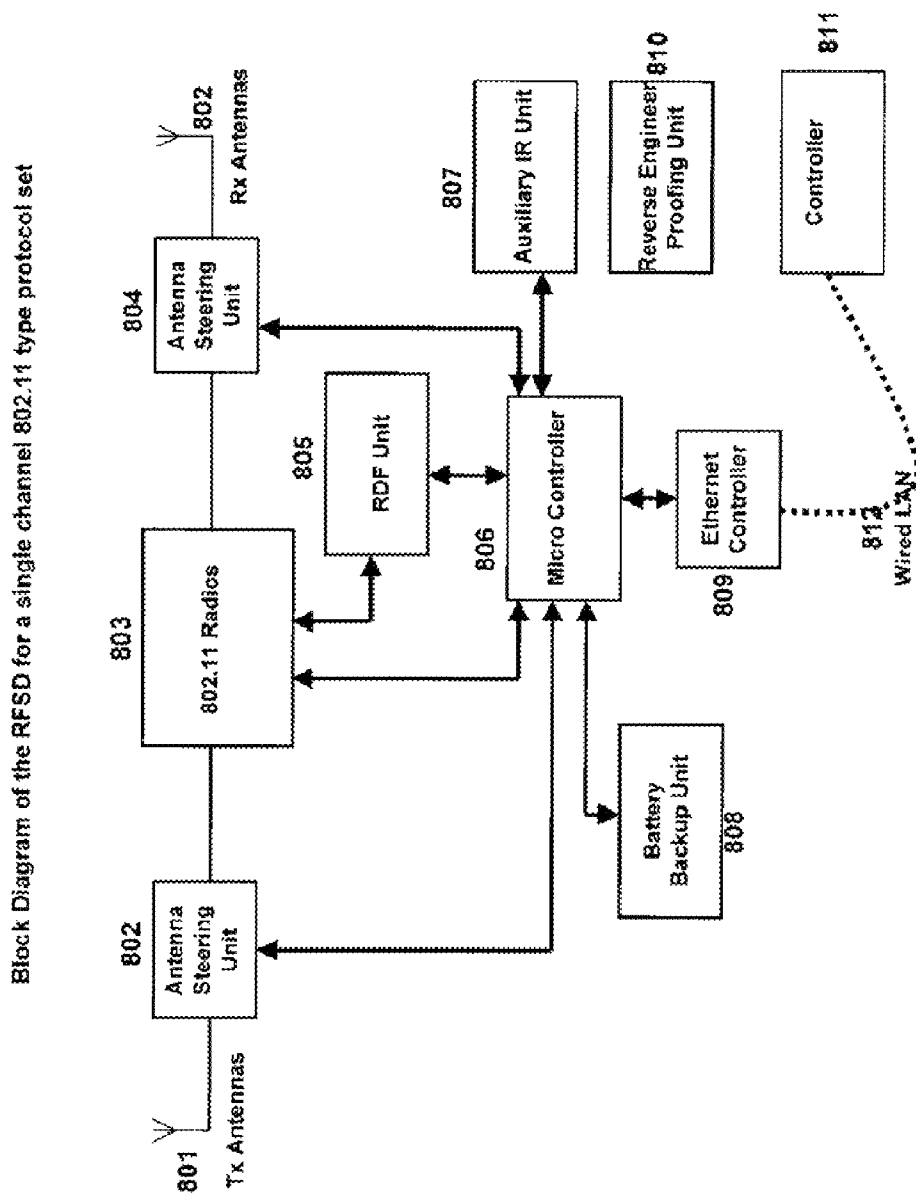 Block Diagram of the RFSD for a single channel 802.11 type protocol set
801
Tx Antennas
802
Antenna
Steering
Unit
803
802.11 Radios
804
Antenna
Steering
Unit
802
Rx Antennas
805
RDF Unit
806
Micro Controller
807
Auxiliary IR Unit
810
Reverse Engineer
Proofing Unit
Battery
Backup Unit
808
Ethernet
Controller
809
811
Controller
812
Wired LAN